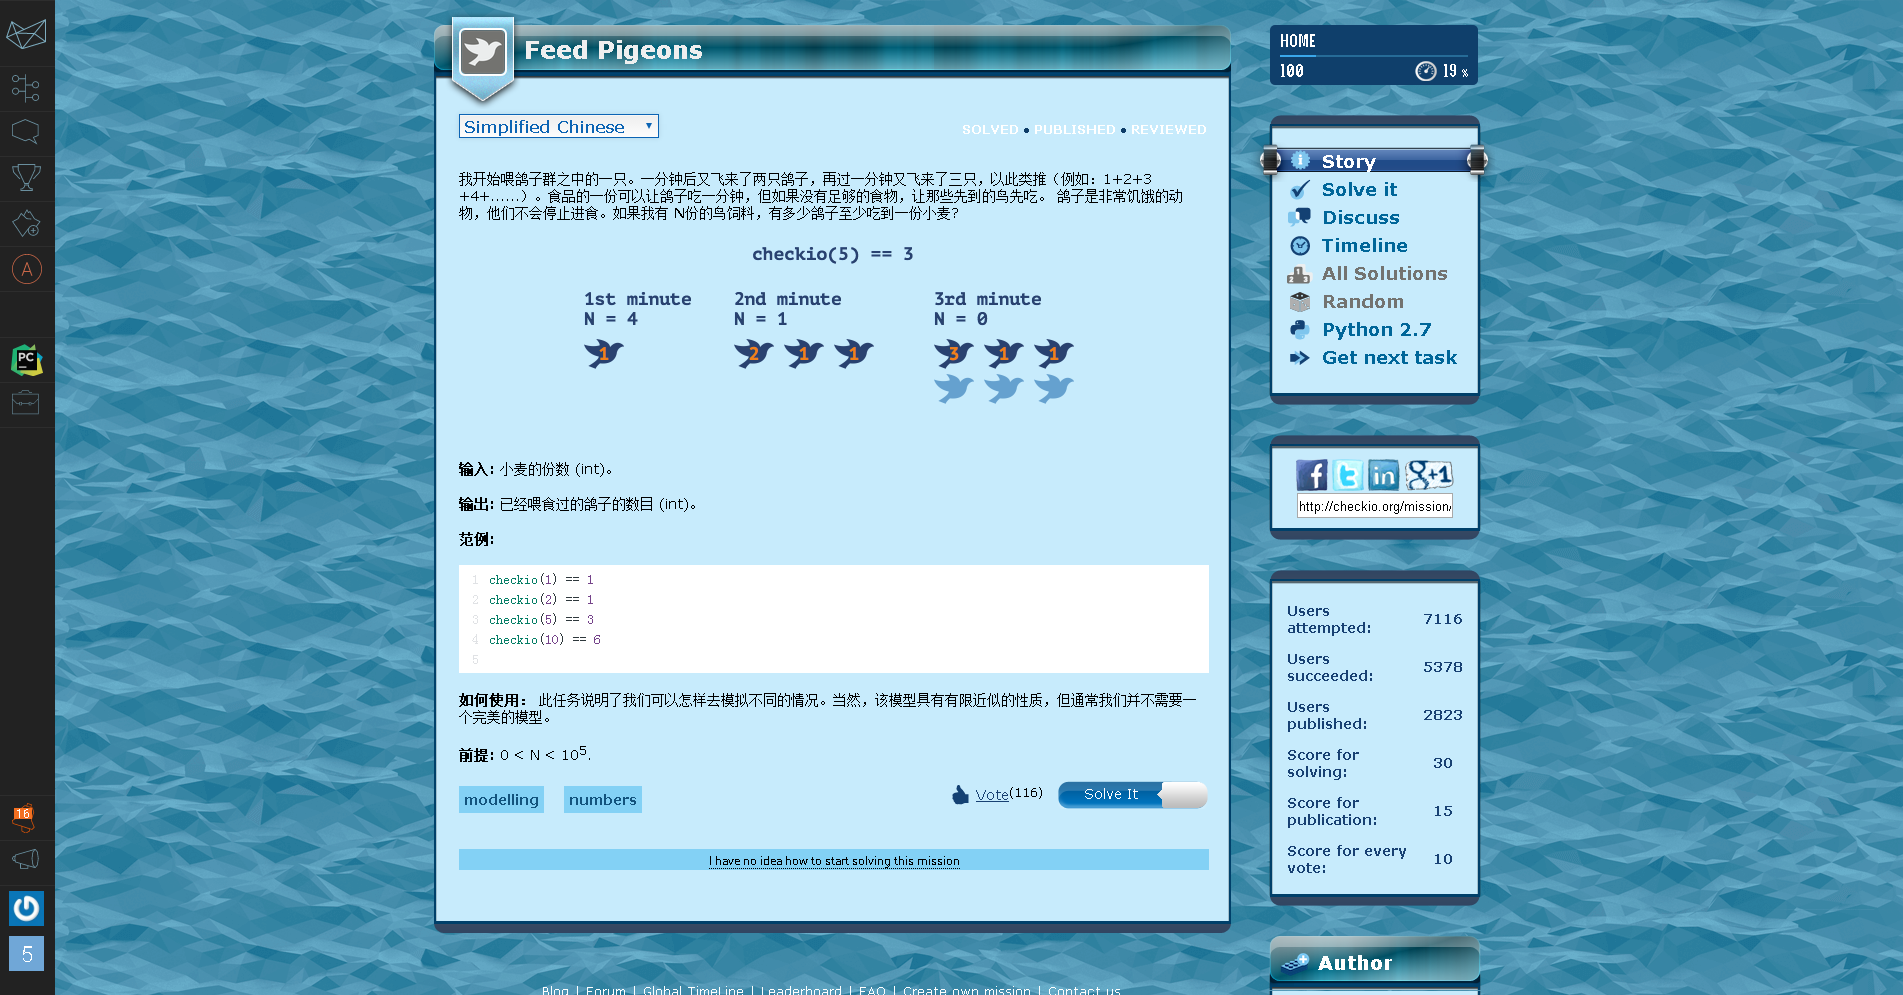 Feed Pigeons
Simplified Chinese
SOLVED • PUBLISHED • REVIEWED
我开始喂鸽子群之中的一只。一分钟后又飞来了两只鸽子，再过一分钟又飞来了三只，以此类推（例如：1+2+3
+4+......）。食品的一份可以让鸽子吃一分钟，但如果没有足够的食物，让那些先到的鸟先吃。 鸽子是非常饥饿的动
物，他们不会停止进食。如果我有 N份的鸟饲料，有多少鸽子至少吃到一份小麦？
checkio(5) == 3
1st minute
N = 4
1
2nd minute
N = 1
2 1 1
3rd minute
N = 0
3 1 1
输入: 小麦的份数 (int)。
输出: 已经喂食过的鸽子的数目 (int)。
范例:
1 checkio(1) == 1
2 checkio(2) == 1
3 checkio(5) == 3
4 checkio(10) == 6
5
如何使用： 此任务说明了我们可以怎样去模拟不同的情况。当然，该模型具有有限近似的性质，但通常我们并不需要一
个完美的模型。
前提: 0 < N < 10⁵.
modelling numbers
Vote(116)
Solve It
I have no idea how to start solving this mission
Blog | Forum | Global TimeLine | Leaderboard | FAQ | Create own mission | Contact us
HOME
100 19 %
Story
Solve it
Discuss
Timeline
All Solutions
Random
Python 2.7
Get next task
f t in g+1
http://checkio.org/mission/
Users
attempted: 7116
Users
succeeded: 5378
Users
published: 2823
Score for
solving: 30
Score for
publication: 15
Score for every
vote: 10
Author
A
PC
16
5